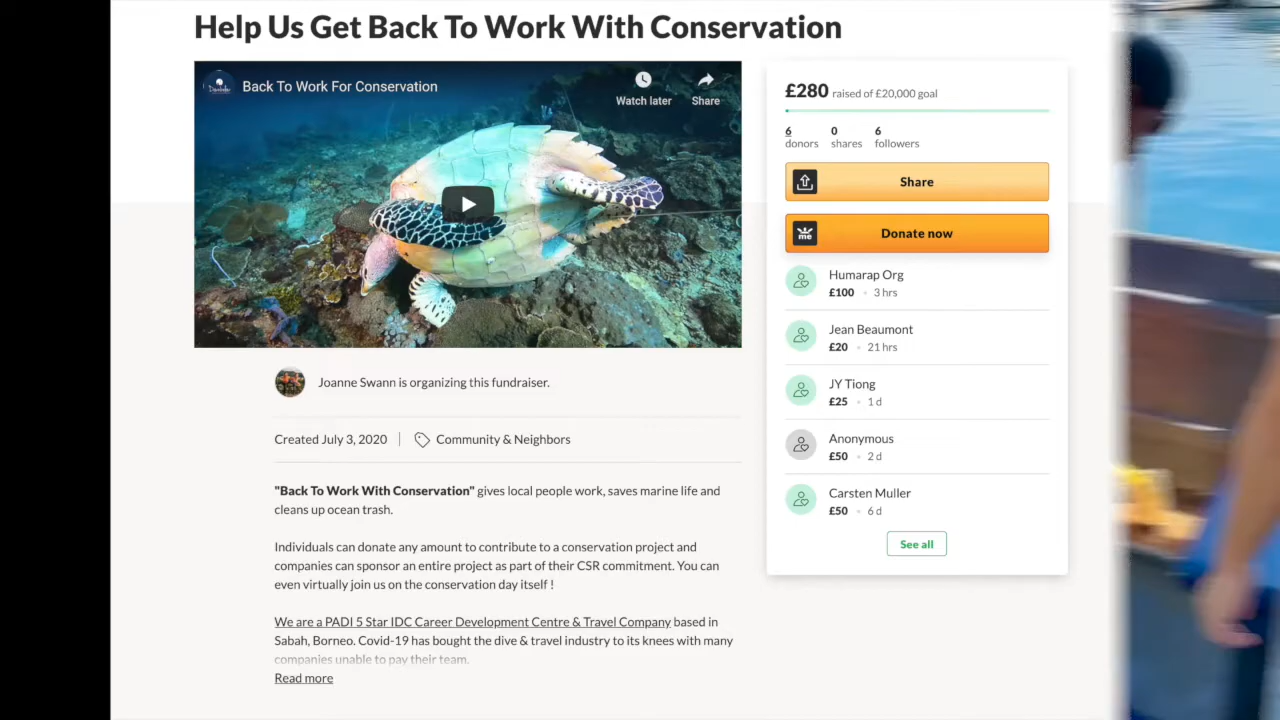 Help Us Get Back To Work With Conservation
Back To Work For Conservation
Watch later
Share
£280 raised of £20,000 goal
6 donors
0 shares
6 followers
Share
me
Donate now
Humarap Org
£100 • 3 hrs
Jean Beaumont
£20 • 21 hrs
JY Tiong
£25 • 1 d
Anonymous
£50 • 2 d
Carsten Muller
£50 • 6 d
See all
Joanne Swann is organizing this fundraiser.
Created July 3, 2020 | Community & Neighbors
"Back To Work With Conservation" gives local people work, saves marine life and
cleans up ocean trash.
Individuals can donate any amount to contribute to a conservation project and
companies can sponsor an entire project as part of their CSR commitment. You can
even virtually join us on the conservation day itself !
We are a PADI 5 Star IDC Career Development Centre & Travel Company based in
Sabah, Borneo. Covid-19 has bought the dive & travel industry to its knees with many
companies unable to pay their team.
Read more